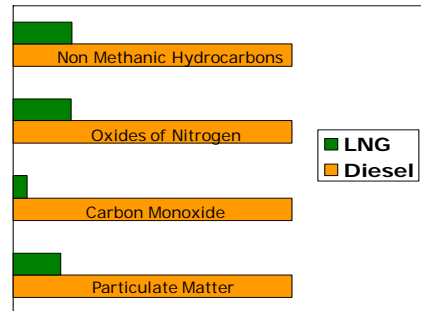 Non Methanic Hydrocarbons
Oxides of Nitrogen
LNG
Diesel
Carbon Monoxide
Particulate Matter